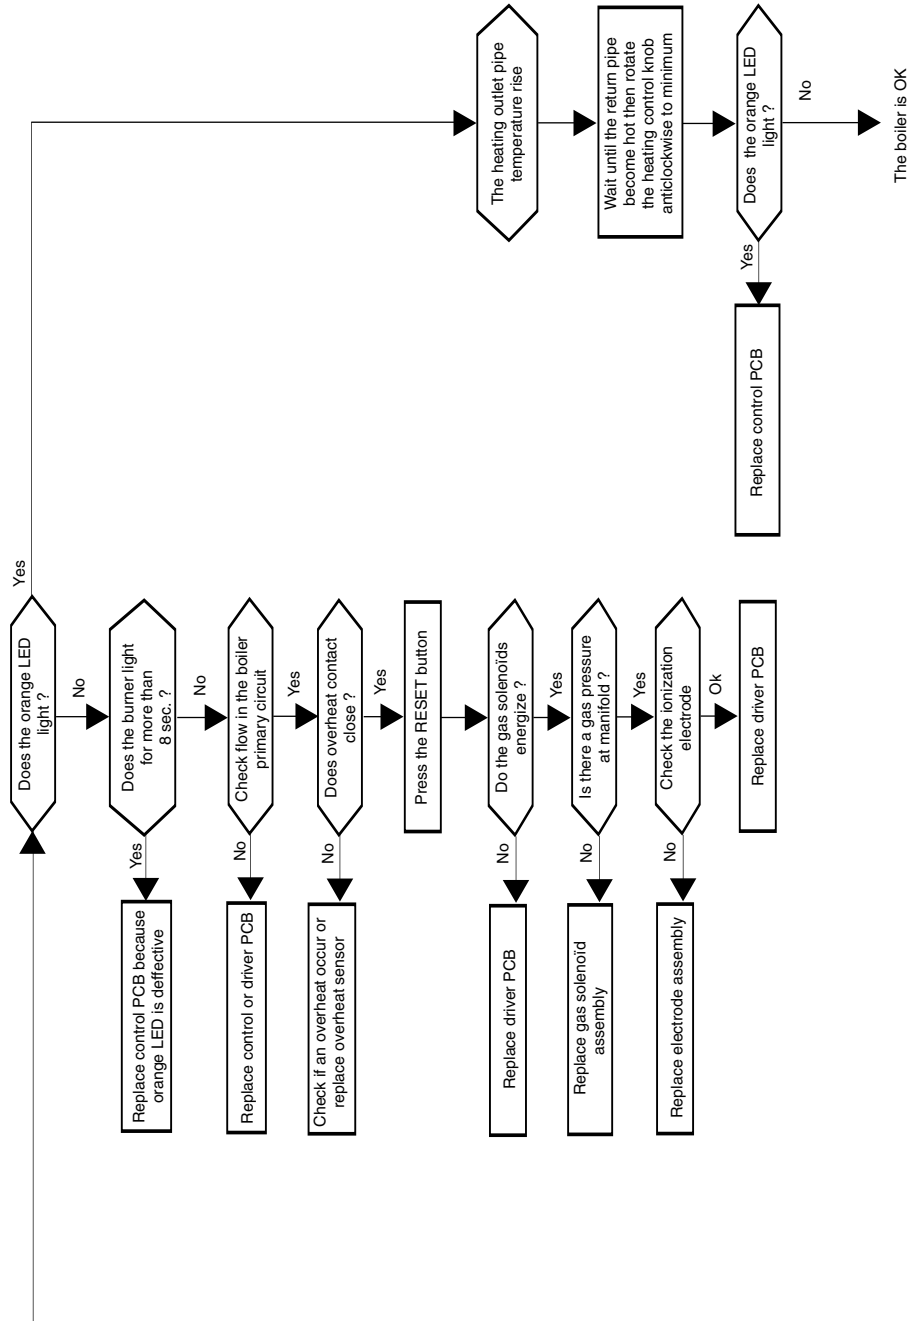 Does the orange LED
light ?
Yes
No
Does the burner light
for more than
8 sec. ?
Yes
Replace control PCB because
orange LED is deffective
No
Check flow in the boiler
primary circuit
No
Replace control or driver PCB
Yes
Does overheat contact
close ?
No
Check if an overheat occur or
replace overheat sensor
Yes
Press the RESET button
Do the gas solenoïds
energize ?
No
Replace driver PCB
Yes
Is there a gas pressure
at manifold ?
No
Replace gas solenoïd
assembly
Yes
Check the ionization
electrode
No
Replace electrode assembly
Ok
Replace driver PCB
The heating outlet pipe
temperature rise
Wait until the return pipe
become hot then rotate
the heating control knob
anticlockwise to minimum
Does  the orange LED
light ?
Yes
Replace control PCB
No
The boiler is OK